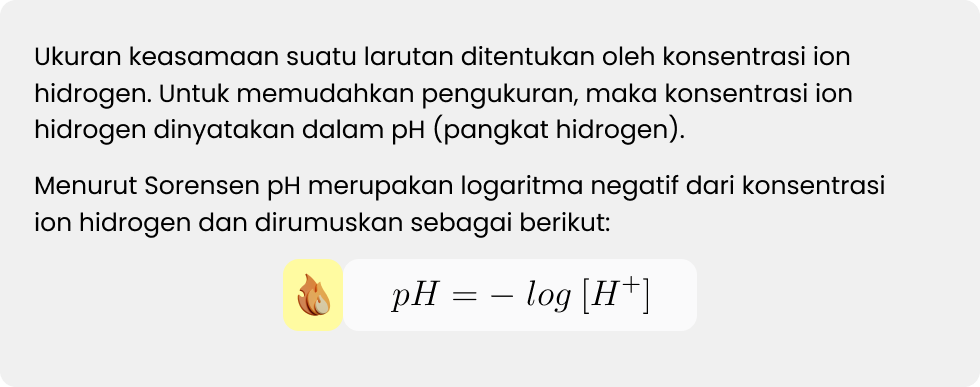 Ukuran keasamaan suatu larutan ditentukan oleh konsentrasi ion
hidrogen. Untuk memudahkan pengukuran, maka konsentrasi ion
hidrogen dinyatakan dalam pH (pangkat hidrogen).
Menurut Sorensen pH merupakan logaritma negatif dari konsentrasi
ion hidrogen dan dirumuskan sebagai berikut:
pH = − log [H⁺]